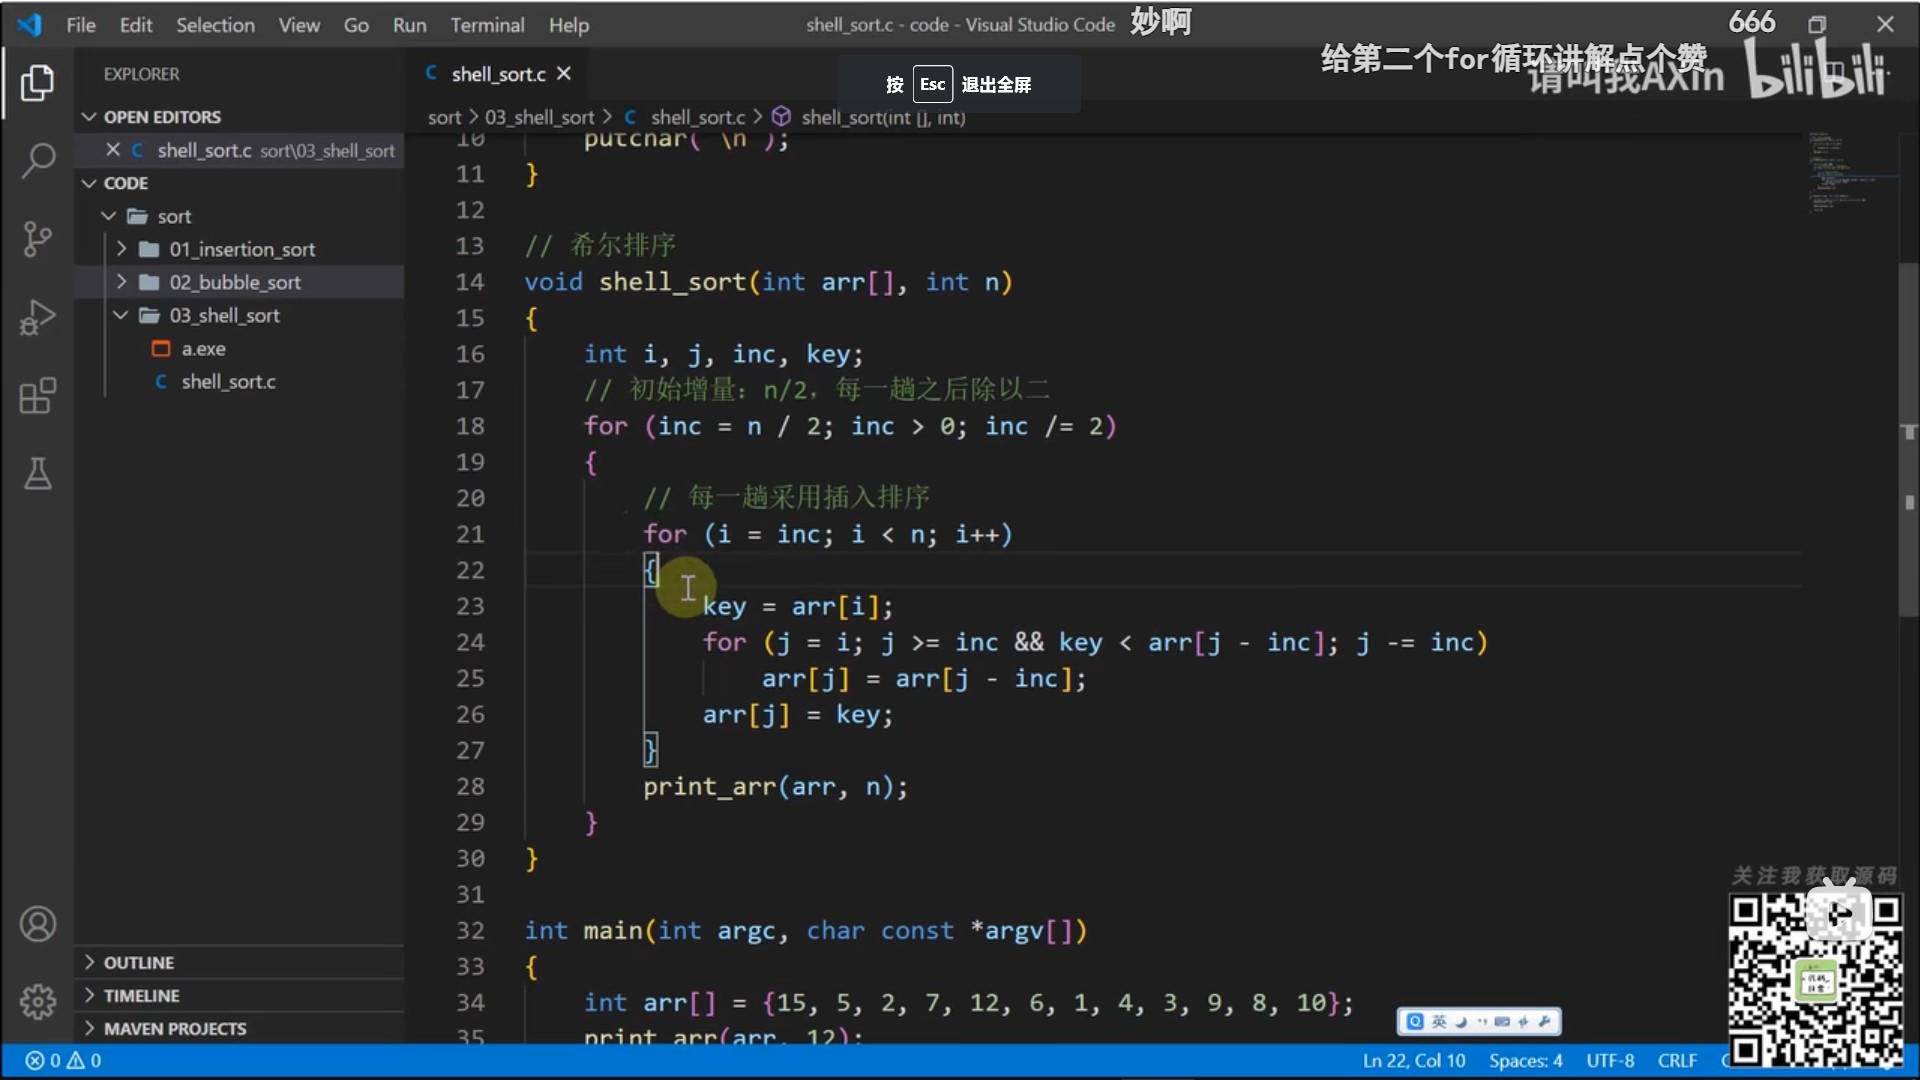 File Edit Selection View Go Run Terminal Help
shell_sort.c - code - Visual Studio Code
妙啊
666
给第二个for循环讲解点个赞
请叫我AXin
bilibili
EXPLORER
shell_sort.c
按 Esc 退出全屏
OPEN EDITORS
shell_sort.c sort\03_shell_sort
CODE
sort
01_insertion_sort
02_bubble_sort
03_shell_sort
a.exe
shell_sort.c
OUTLINE
TIMELINE
MAVEN PROJECTS
sort > 03_shell_sort > C shell_sort.c > shell_sort(int [], int)
10 putchar('\n');
11 }
12
13 // 希尔排序
14 void shell_sort(int arr[], int n)
15 {
16 int i, j, inc, key;
17 // 初始增量: n/2, 每一趟之后除以二
18 for (inc = n / 2; inc > 0; inc /= 2)
19 {
20 // 每一趟采用插入排序
21 for (i = inc; i < n; i++)
22 {
23 key = arr[i];
24 for (j = i; j >= inc && key < arr[j - inc]; j -= inc)
25 arr[j] = arr[j - inc];
26 arr[j] = key;
27 }
28 print_arr(arr, n);
29 }
30 }
31
32 int main(int argc, char const *argv[])
33 {
34 int arr[] = {15, 5, 2, 7, 12, 6, 1, 4, 3, 9, 8, 10};
35 print_arr(arr, 12);
关注我获取源码
英
0 0
Ln 22, Col 10 Spaces: 4 UTF-8 CRLF